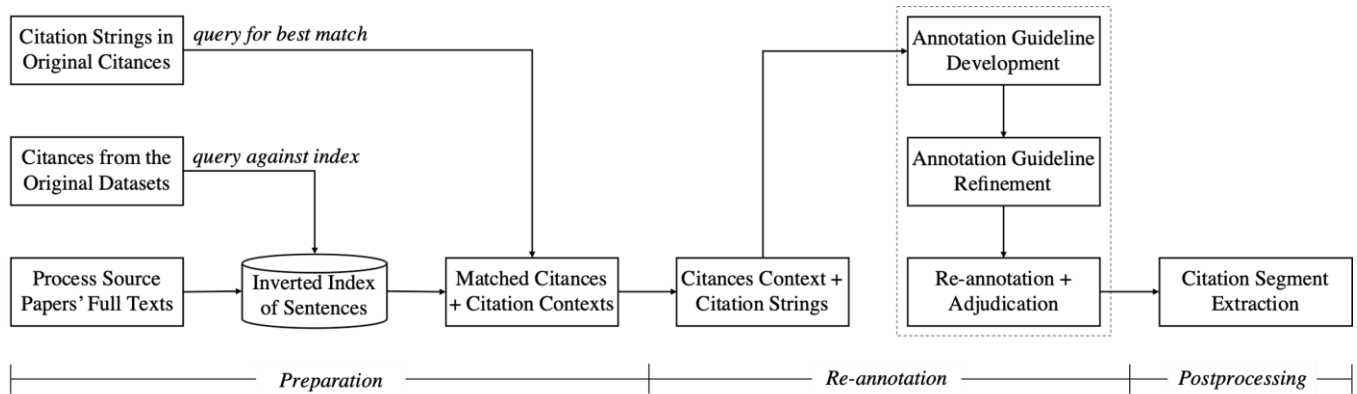 Citation Strings in
Original Citances
query for best match
Annotation Guideline
Development
Citances from the
Original Datasets
query against index
Annotation Guideline
Refinement
Process Source
Papers' Full Texts
Inverted Index
of Sentences
Matched Citances
+ Citation Contexts
Citances Context +
Citation Strings
Re-annotation +
Adjudication
Citation Segment
Extraction
Preparation
Re-annotation
Postprocessing